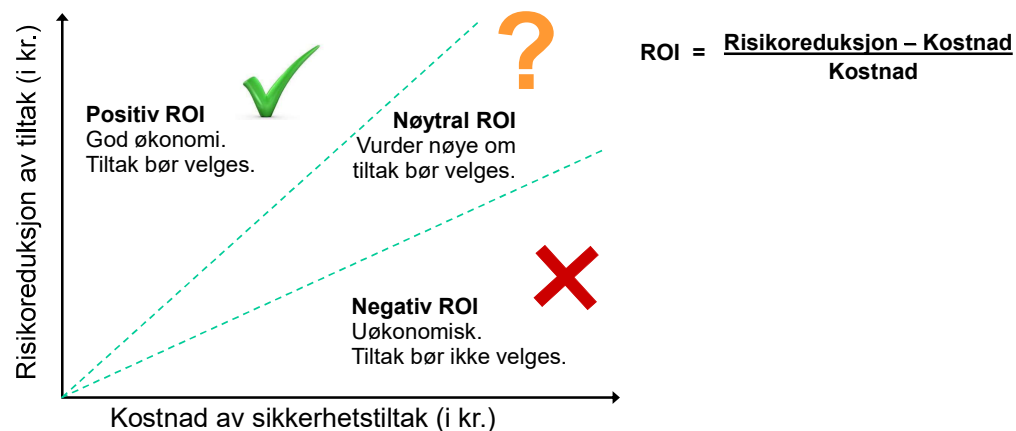 Risikoreduksjon av tiltak (i kr.)
Positiv ROI
God økonomi.
Tiltak bør velges.
?
Nøytral ROI
Vurder nøye om
tiltak bør velges.
Negativ ROI
Uøkonomisk.
Tiltak bør ikke velges.
Kostnad av sikkerhetstiltak (i kr.)
ROI = Risikoreduksjon – Kostnad
Kostnad